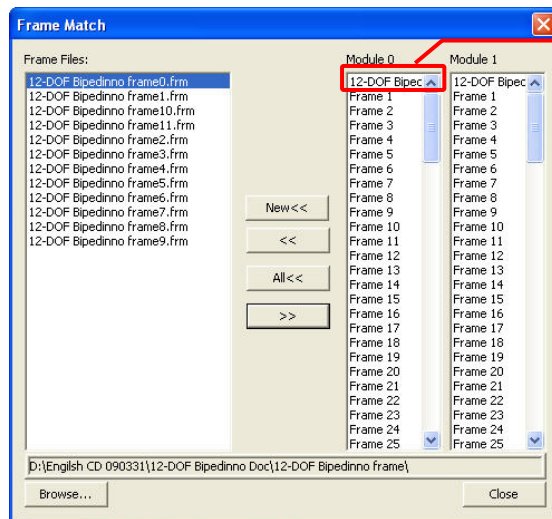 Frame Match
Frame Files:
12-DOF Bipedinno frame0.frm
12-DOF Bipedinno frame1.frm
12-DOF Bipedinno frame10.frm
12-DOF Bipedinno frame11.frm
12-DOF Bipedinno frame2.frm
12-DOF Bipedinno frame3.frm
12-DOF Bipedinno frame4.frm
12-DOF Bipedinno frame5.frm
12-DOF Bipedinno frame6.frm
12-DOF Bipedinno frame7.frm
12-DOF Bipedinno frame8.frm
12-DOF Bipedinno frame9.frm
New<<
<<
All<<
>>
Module 0
12-DOF Bipec
Frame 1
Frame 2
Frame 3
Frame 4
Frame 5
Frame 6
Frame 7
Frame 8
Frame 9
Frame 10
Frame 11
Frame 12
Frame 13
Frame 14
Frame 15
Frame 16
Frame 17
Frame 18
Frame 19
Frame 20
Frame 21
Frame 22
Frame 23
Frame 24
Frame 25
Module 1
12-DOF Bipec
Frame 1
Frame 2
Frame 3
Frame 4
Frame 5
Frame 6
Frame 7
Frame 8
Frame 9
Frame 10
Frame 11
Frame 12
Frame 13
Frame 14
Frame 15
Frame 16
Frame 17
Frame 18
Frame 19
Frame 20
Frame 21
Frame 22
Frame 23
Frame 24
Frame 25
D:\Engilsh CD 090331\12-DOF Bipedinno Doc\12-DOF Bipedinno frame\
Browse...
Close